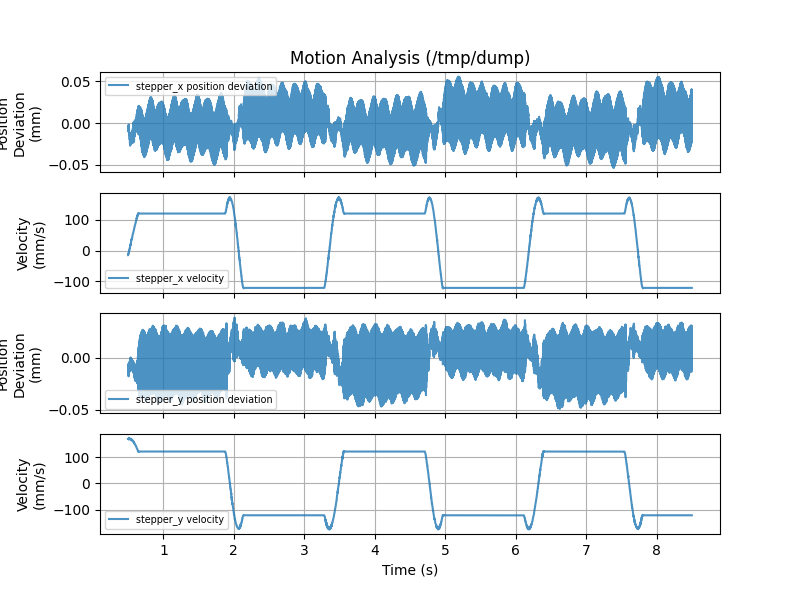 Motion Analysis (/tmp/dump)
Position
Deviation
(mm)
0.05
0.00
−0.05
stepper_x position deviation
Velocity
(mm/s)
100
0
−100
stepper_x velocity
Position
Deviation
(mm)
0.00
−0.05
stepper_y position deviation
Velocity
(mm/s)
100
0
−100
stepper_y velocity
1 2 3 4 5 6 7 8
Time (s)